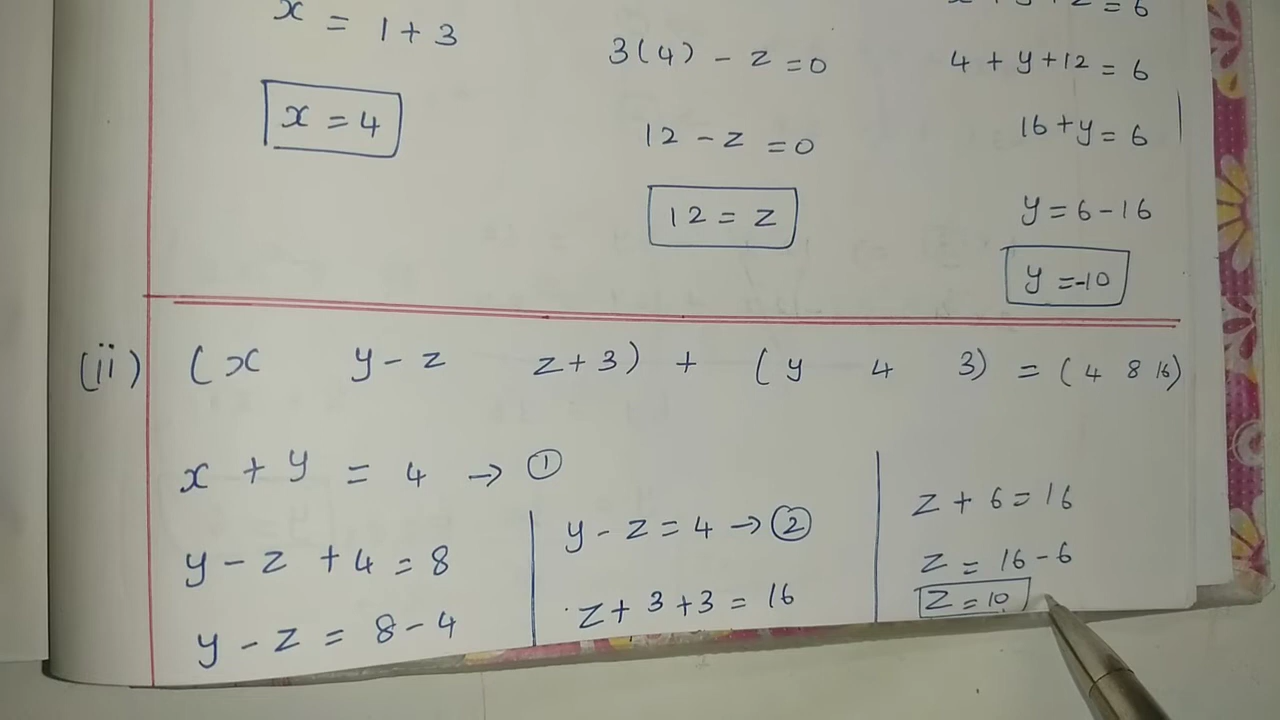 x = 1 + 3
x = 4
3(4) - z = 0
12 - z = 0
12 = z
4 + y + 12 = 6
16 + y = 6
y = 6 - 16
y = -10
(ii) (x y - z z + 3) + (y 4 3) = (4 8 16)
x + y = 4 → ①
y - z + 4 = 8
y - z = 8 - 4
y - z = 4 → ②
z + 3 + 3 = 16
z + 6 = 16
z = 16 - 6
z = 10